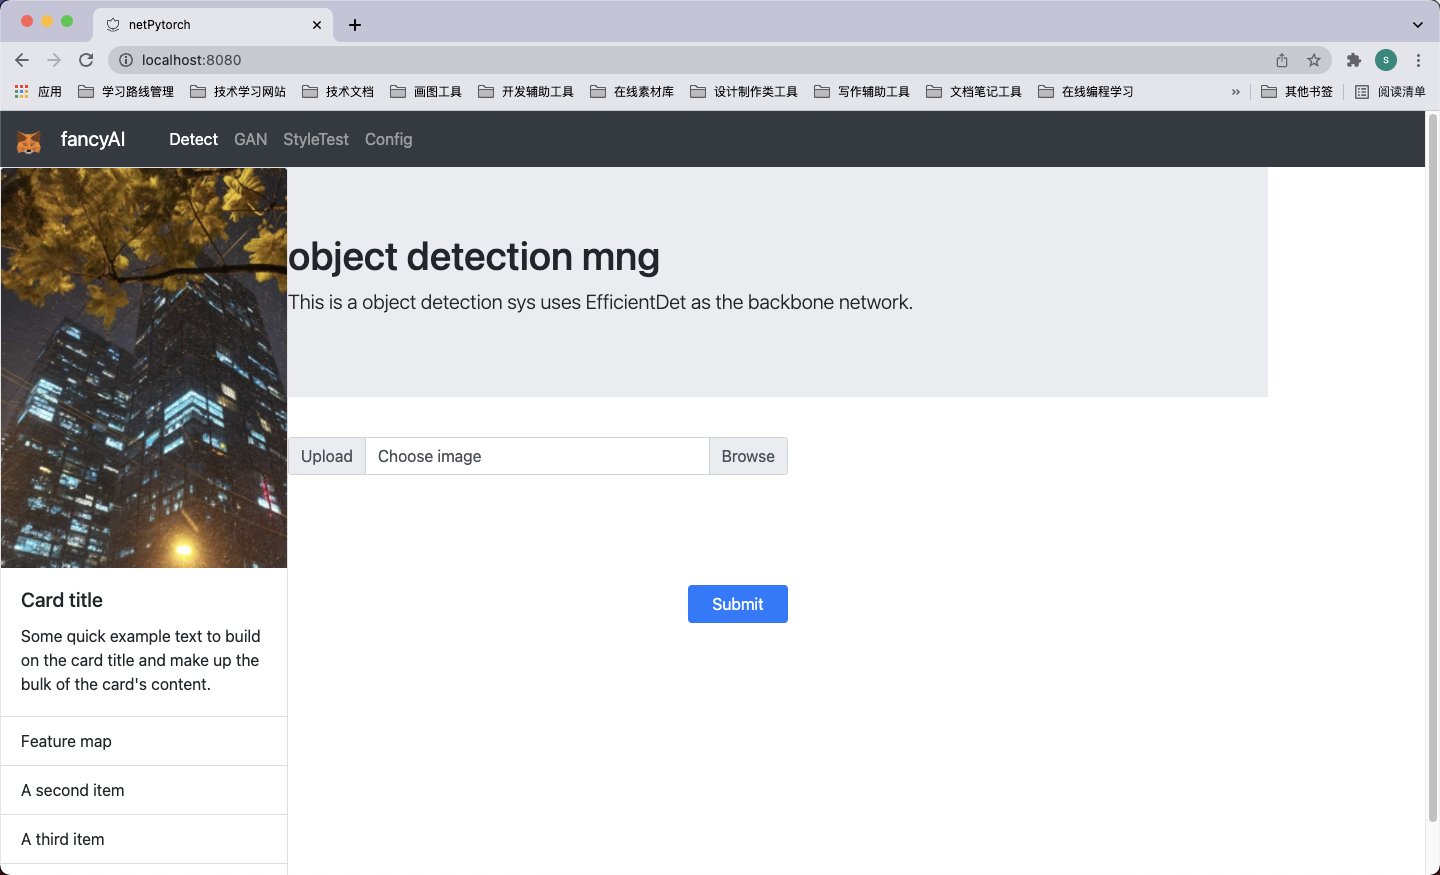 netPytorch
localhost:8080
S
应用 学习路线管理 技术学习网站 技术文档 画图工具 开发辅助工具 在线素材库 设计制作类工具 写作辅助工具 文档笔记工具 在线编程学习 » 其他书签 阅读清单
fancyAI Detect GAN StyleTest Config
object detection mng
This is a object detection sys uses EfficientDet as the backbone network.
Upload Choose image Browse
Submit
Card title
Some quick example text to build
on the card title and make up the
bulk of the card's content.
Feature map
A second item
A third item